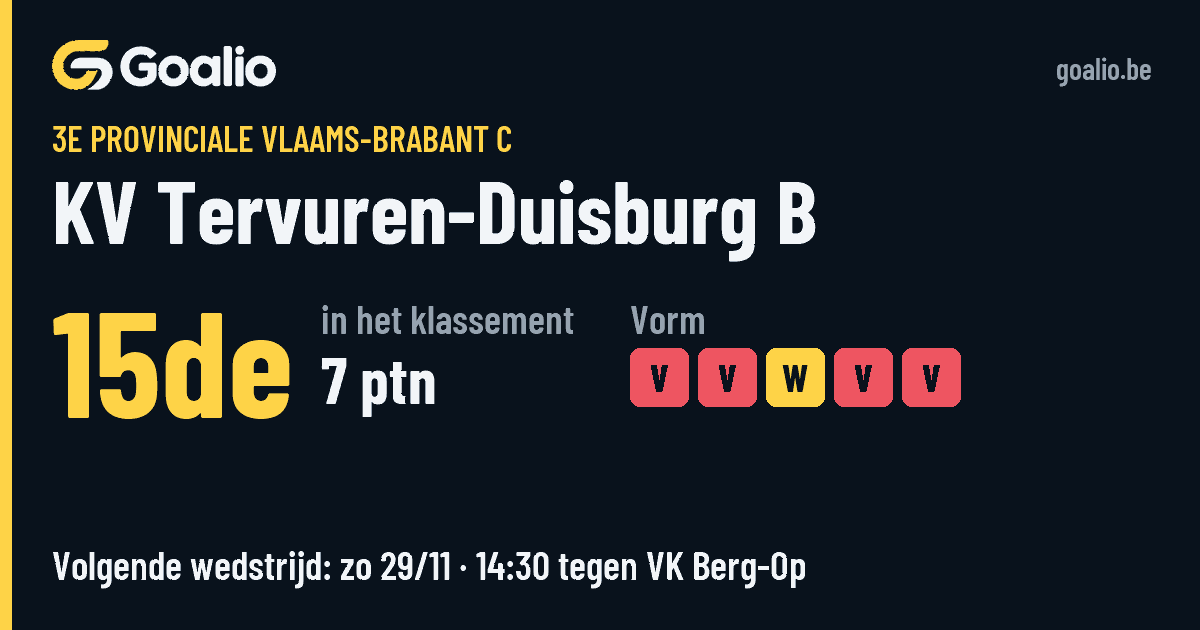 Goalio
goalio.be
3E PROVINCIALE VLAAMS-BRABANT C
KV Tervuren-Duisburg B
15de
in het klassement
7 ptn
Vorm
V V W V V
Volgende wedstrijd: zo 29/11 · 14:30 tegen VK Berg-Op